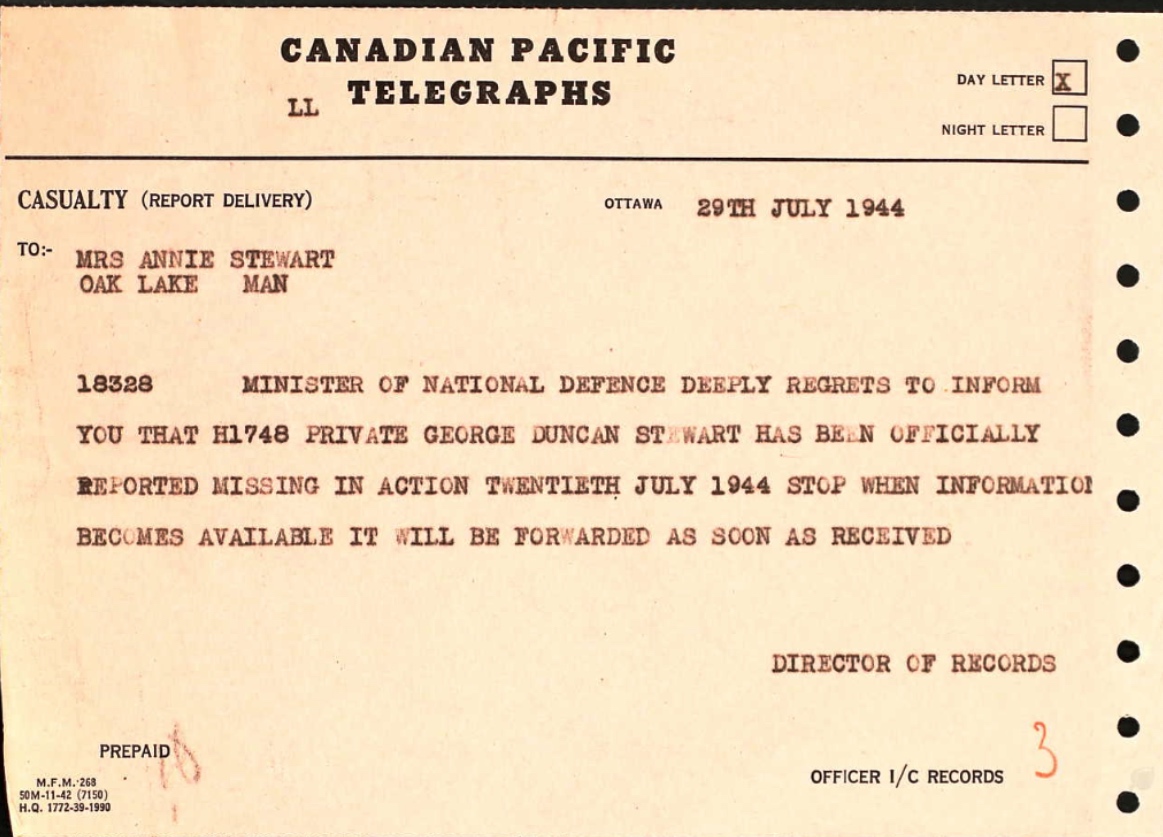 CANADIAN PACIFIC
LL TELEGRAPHS
DAY LETTER X
NIGHT LETTER
CASUALTY (REPORT DELIVERY)
OTTAWA 29TH JULY 1944
TO:- MRS ANNIE STEWART
OAK LAKE MAN
18328 MINISTER OF NATIONAL DEFENCE DEEPLY REGRETS TO INFORM
YOU THAT H1748 PRIVATE GEORGE DUNCAN STEWART HAS BEEN OFFICIALLY
REPORTED MISSING IN ACTION TWENTIETH JULY 1944 STOP WHEN INFORMATION
BECOMES AVAILABLE IT WILL BE FORWARDED AS SOON AS RECEIVED
DIRECTOR OF RECORDS
PREPAID
OFFICER I/C RECORDS 3
M.F.M. 268
50M-11-42 (7150)
H.Q. 1772-39-1990